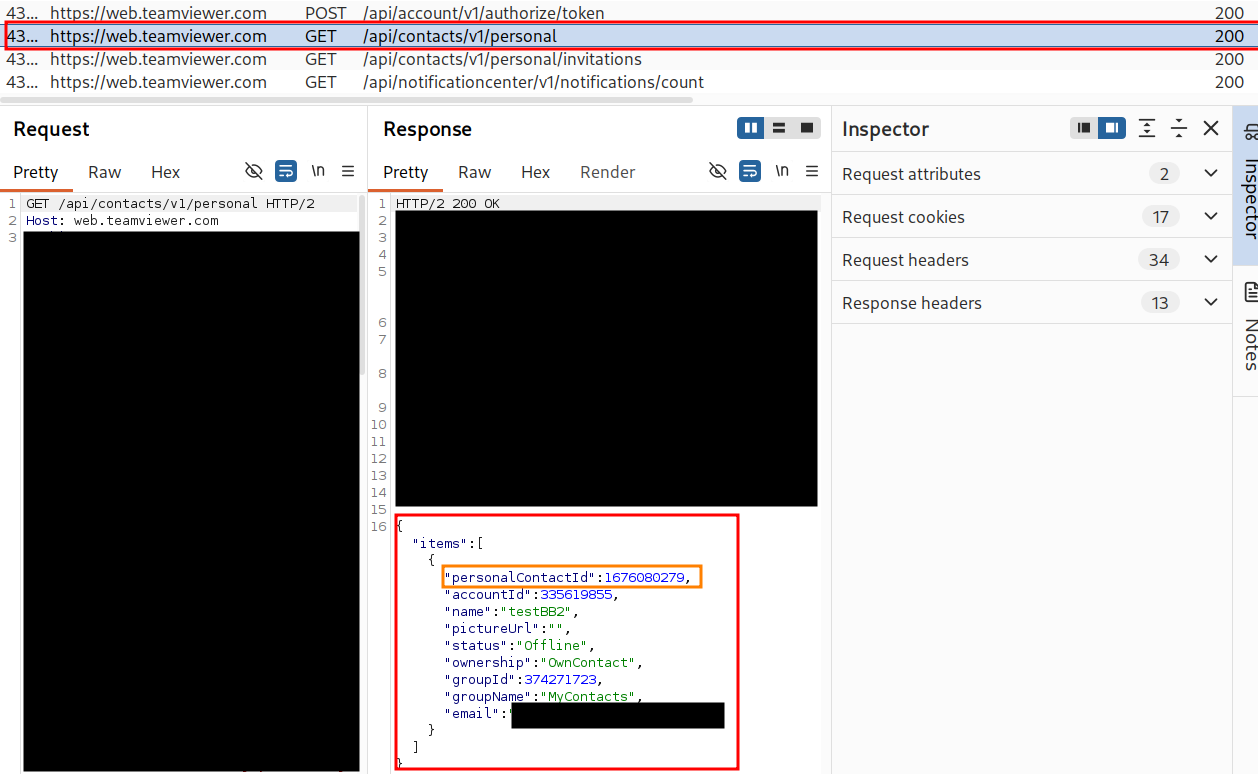 43... https://web.teamviewer.com POST /api/account/v1/authorize/token 200
43... https://web.teamviewer.com GET /api/contacts/v1/personal 200
43... https://web.teamviewer.com GET /api/contacts/v1/personal/invitations 200
43... https://web.teamviewer.com GET /api/notificationcenter/v1/notifications/count 200
Request
Pretty Raw Hex \n
1 GET /api/contacts/v1/personal HTTP/2
2 Host: web.teamviewer.com
3
Response
Pretty Raw Hex Render \n
1 HTTP/2 200 OK
2
3
4
5
6
7
8
9
10
11
12
13
14
15
16 {
"items":[
{
"personalContactId":1676080279,
"accountId":335619855,
"name":"testBB2",
"pictureUrl":"",
"status":"Offline",
"ownership":"OwnContact",
"groupId":374271723,
"groupName":"MyContacts",
"email":"
}
]
}
Inspector
Request attributes 2
Request cookies 17
Request headers 34
Response headers 13
Inspector
Notes